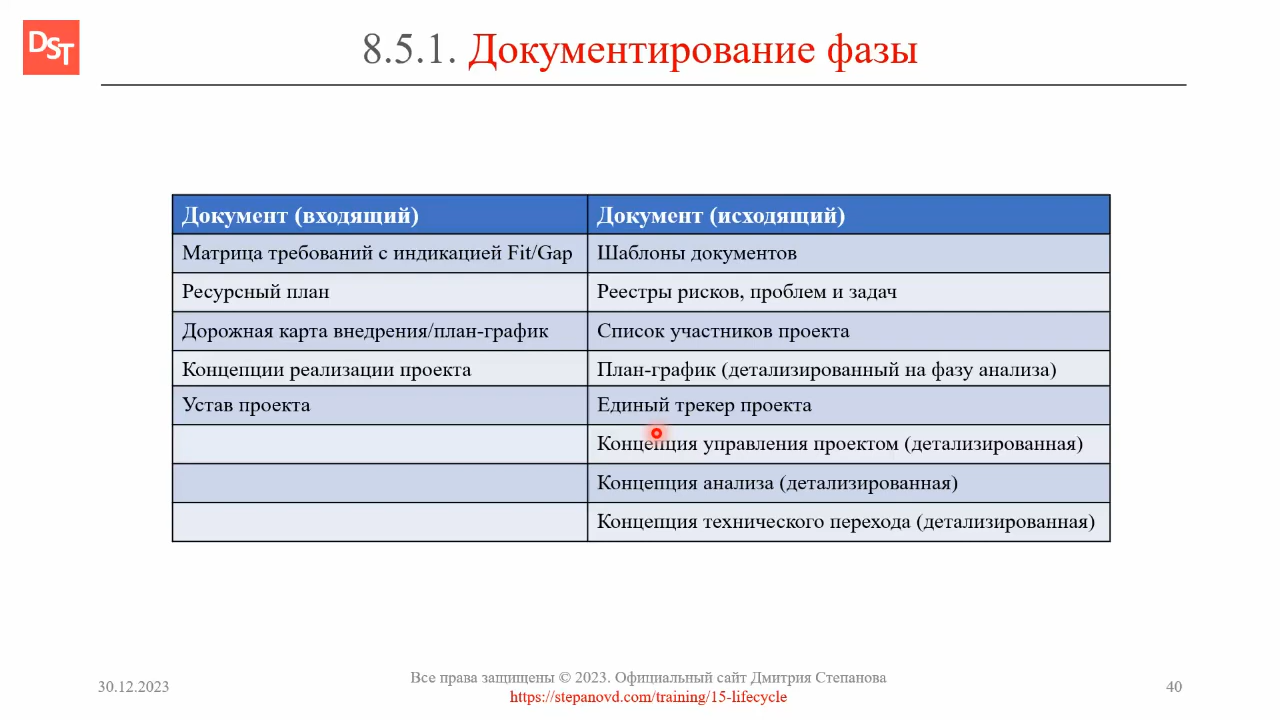 DST
8.5.1. Документирование фазы
Документ (входящий) Документ (исходящий)
Матрица требований с индикацией Fit/Gap Шаблоны документов
Ресурсный план Реестры рисков, проблем и задач
Дорожная карта внедрения/план-график Список участников проекта
Концепции реализации проекта План-график (детализированный на фазу анализа)
Устав проекта Единый трекер проекта
Концепция управления проектом (детализированная)
Концепция анализа (детализированная)
Концепция технического перехода (детализированная)
30.12.2023
Все права защищены © 2023. Официальный сайт Дмитрия Степанова
https://stepanovd.com/training/15-lifecycle
40